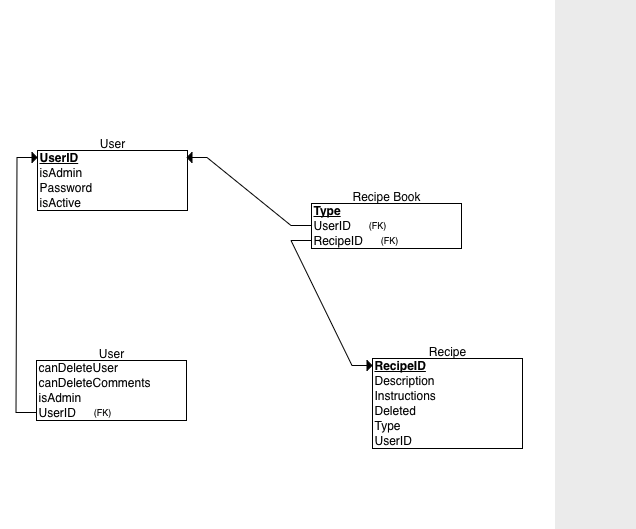 User
UserID
isAdmin
Password
isActive
Recipe Book
Type
UserID (FK)
RecipeID (FK)
User
canDeleteUser
canDeleteComments
isAdmin
UserID (FK)
Recipe
RecipeID
Description
Instructions
Deleted
Type
UserID